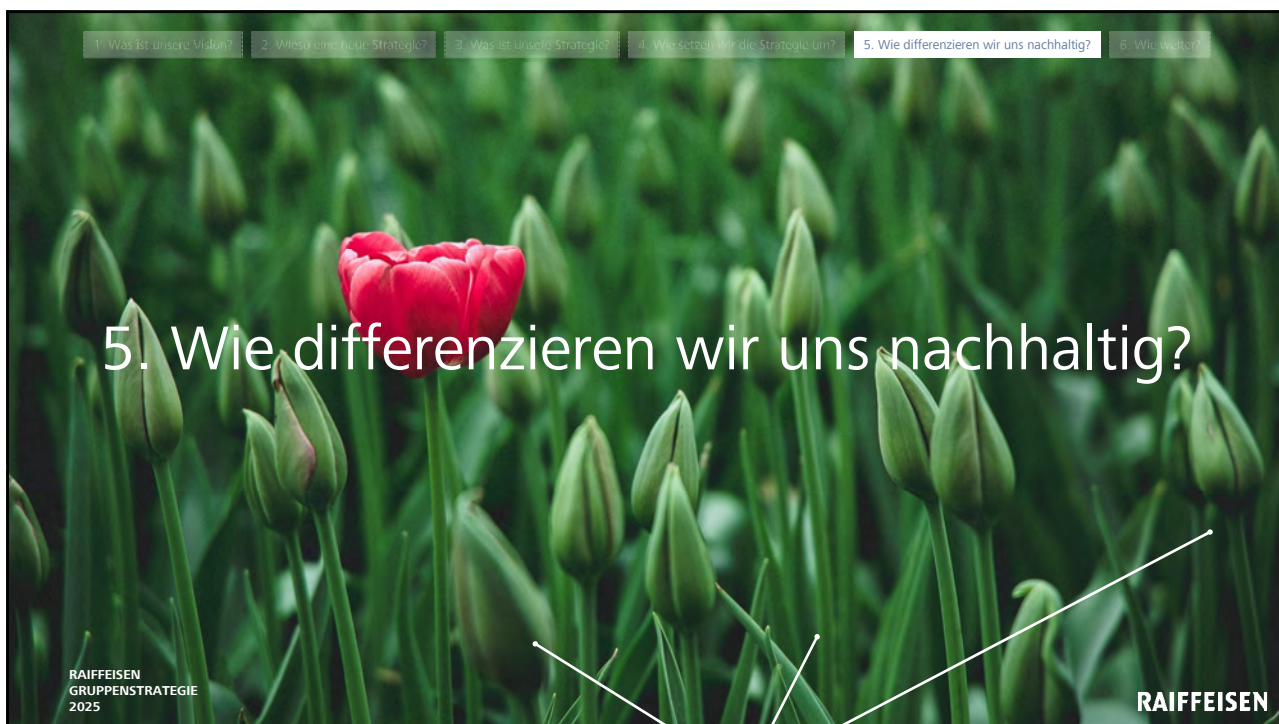 1. Was ist unsere Vision?
2. Wieso eine neue Strategie?
3. Was ist unsere Strategie?
4. Wie setzen wir die Strategie um?
5. Wie differenzieren wir uns nachhaltig?
6. Wie weiter?
5. Wie differenzieren wir uns nachhaltig?
RAIFFEISEN
GRUPPENSTRATEGIE
2025
RAIFFEISEN